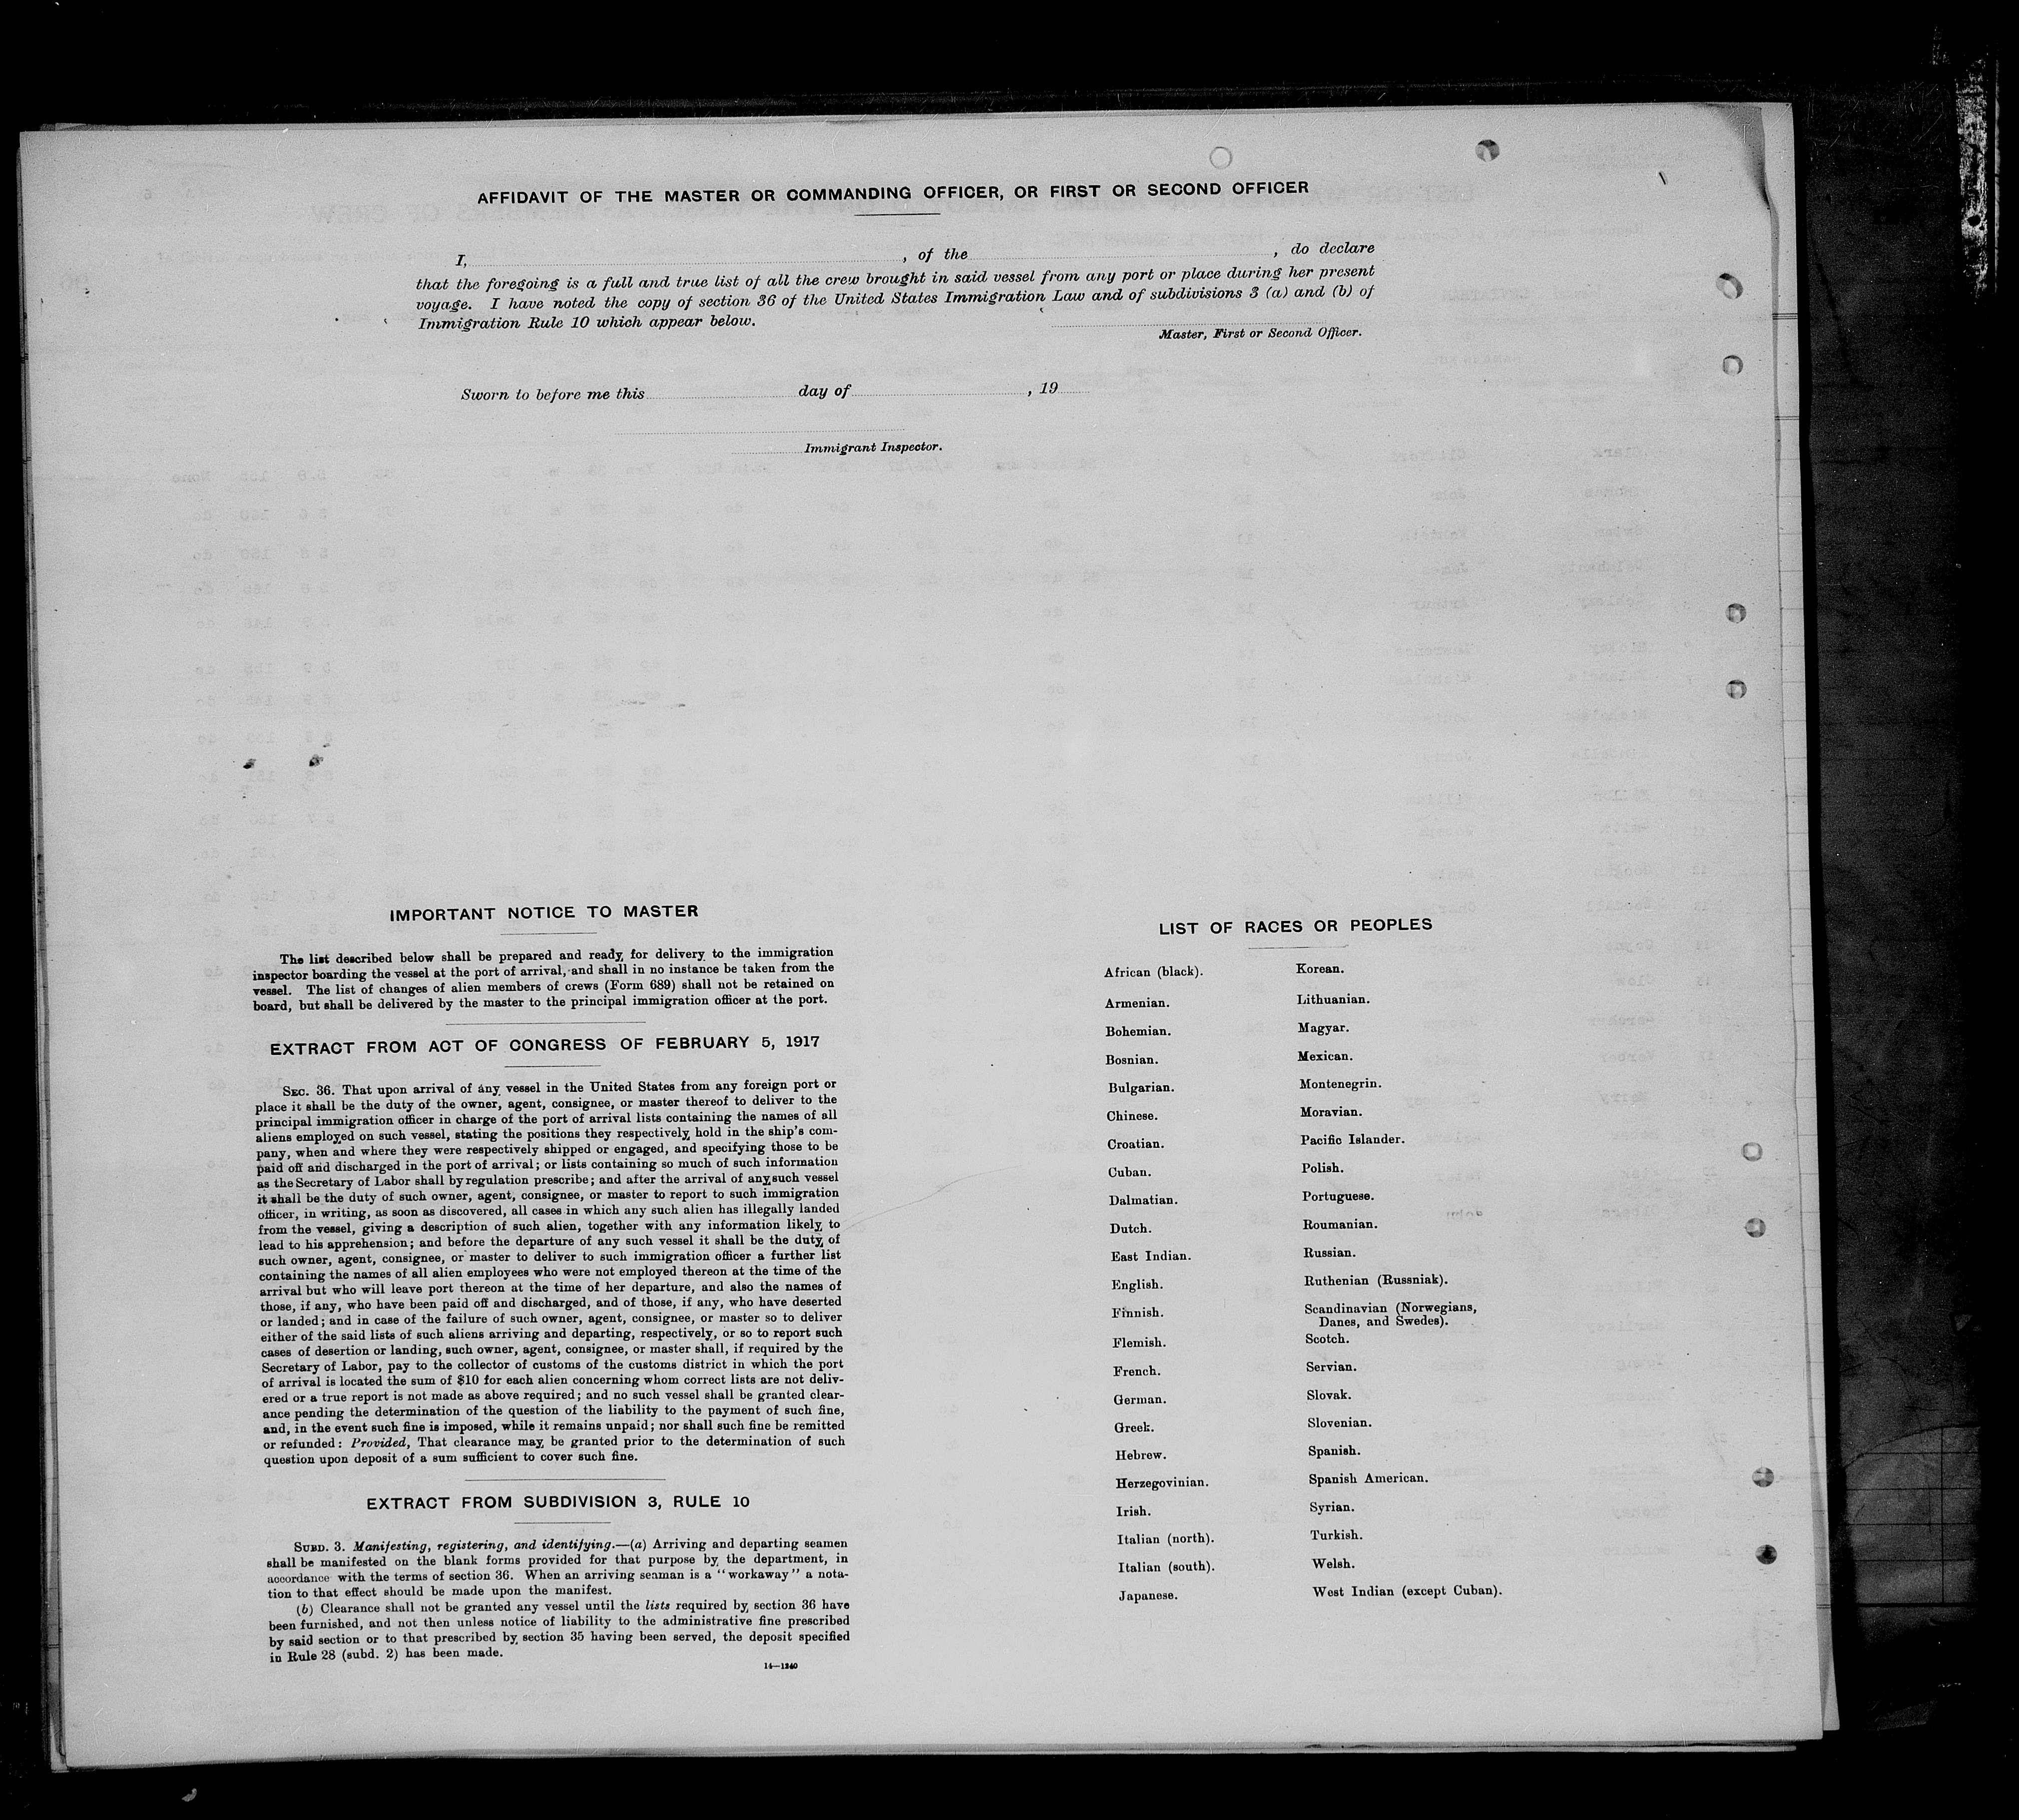 AFFIDAVIT OF THE MASTER OR COMMANDING OFFICER, OR FIRST OR SECOND OFFICER
I, , of the , do declare
that the foregoing is a full and true list of all the crew brought in said vessel from any port or place during her present
voyage. I have noted the copy of section 36 of the United States Immigration Law and of subdivisions 3 (a) and (b) of
Immigration Rule 10 which appear below.
Master, First or Second Officer.
Sworn to before me this day of , 19
Immigrant Inspector.
IMPORTANT NOTICE TO MASTER
The list described below shall be prepared and ready for delivery to the immigration
inspector boarding the vessel at the port of arrival, and shall in no instance be taken from the
vessel. The list of changes of alien members of crews (Form 689) shall not be retained on
board, but shall be delivered by the master to the principal immigration officer at the port.
EXTRACT FROM ACT OF CONGRESS OF FEBRUARY 5, 1917
SEC. 36. That upon arrival of any vessel in the United States from any foreign port or
place it shall be the duty of the owner, agent, consignee, or master thereof to deliver to the
principal immigration officer in charge of the port of arrival lists containing the names of all
aliens employed on such vessel, stating the positions they respectively hold in the ship's com-
pany, when and where they were respectively shipped or engaged, and specifying those to be
paid off and discharged in the port of arrival; or lists containing so much of such information
as the Secretary of Labor shall by regulation prescribe; and after the arrival of any such vessel
it shall be the duty of such owner, agent, consignee, or master to report to such immigration
officer, in writing, as soon as discovered, all cases in which any such alien has illegally landed
from the vessel, giving a description of such alien, together with any information likely to
lead to his apprehension; and before the departure of any such vessel it shall be the duty of
such owner, agent, consignee, or master to deliver to such immigration officer a further list
containing the names of all alien employees who were not employed thereon at the time of the
arrival but who will leave port thereon at the time of her departure, and also the names of
those, if any, who have been paid off and discharged, and of those, if any, who have deserted
or landed; and in case of the failure of such owner, agent, consignee, or master so to deliver
either of the said lists of such aliens arriving and departing, respectively, or so to report such
cases of desertion or landing, such owner, agent, consignee, or master shall, if required by the
Secretary of Labor, pay to the collector of customs of the customs district in which the port
of arrival is located the sum of $10 for each alien concerning whom correct lists are not deliv-
ered or a true report is not made as above required; and no such vessel shall be granted clear-
ance pending the determination of the question of the liability to the payment of such fine,
and, in the event such fine is imposed, while it remains unpaid; nor shall such fine be remitted
or refunded: Provided, That clearance may be granted prior to the determination of such
question upon deposit of a sum sufficient to cover such fine.
EXTRACT FROM SUBDIVISION 3, RULE 10
SUBD. 3. Manifesting, registering, and identifying.—(a) Arriving and departing seamen
shall be manifested on the blank forms provided for that purpose by the department, in
accordance with the terms of section 36. When an arriving seaman is a "workaway" a nota-
tion to that effect should be made upon the manifest.
(b) Clearance shall not be granted any vessel until the lists required by section 36 have
been furnished, and not then unless notice of liability to the administrative fine prescribed
by said section or to that prescribed by section 35 having been served, the deposit specified
in Rule 28 (subd. 2) has been made.
14—1240
LIST OF RACES OR PEOPLES
African (black).
Armenian.
Bohemian.
Bosnian.
Bulgarian.
Chinese.
Croatian.
Cuban.
Dalmatian.
Dutch.
East Indian.
English.
Finnish.
Flemish.
French.
German.
Greek.
Hebrew.
Herzegovinian.
Irish.
Italian (north).
Italian (south).
Japanese.
Korean.
Lithuanian.
Magyar.
Mexican.
Montenegrin.
Moravian.
Pacific Islander.
Polish.
Portuguese.
Roumanian.
Russian.
Ruthenian (Russniak).
Scandinavian (Norwegians,
Danes, and Swedes).
Scotch.
Servian.
Slovak.
Slovenian.
Spanish.
Spanish American.
Syrian.
Turkish.
Welsh.
West Indian (except Cuban).